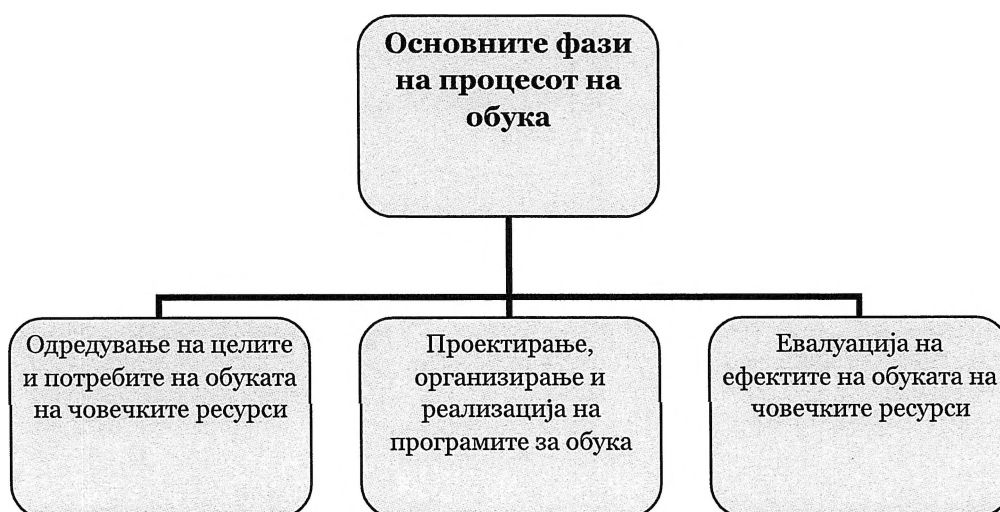 Основните фази
на процесот на
обука
Одредување на целите
и потребите на обуката
на човечките ресурси
Проектирање,
организирање и
реализација на
програмите за обука
Евалуација на
ефектите на обуката на
човечките ресурси